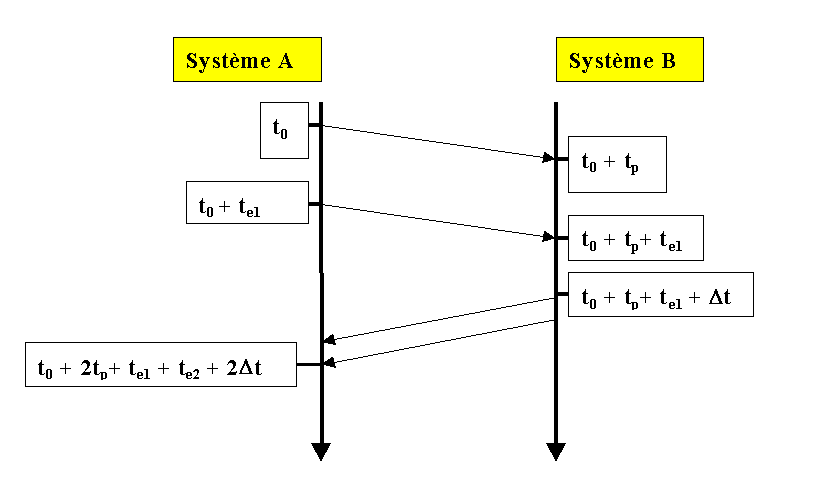 Système A
Système B
t0
t0 + tp
t0 + te1
t0 + tp+ te1
t0 + tp+ te1 + Δt
t0 + 2tp+ te1 + te2 + 2Δt